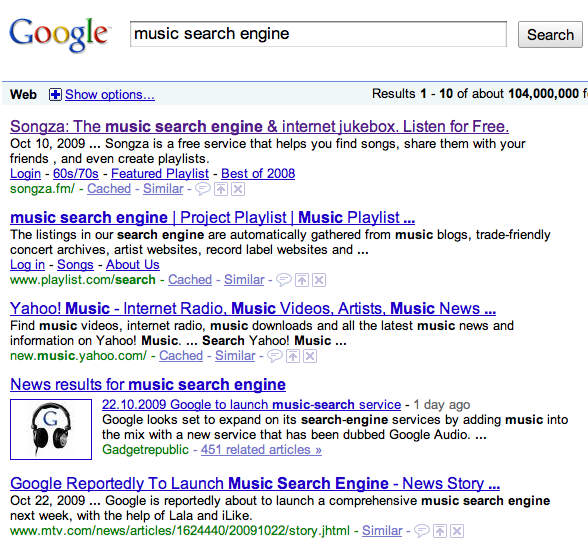 Google™ music search engine Search
Web Show options... Results 1 - 10 of about 104,000,000 f
Songza: The music search engine & internet jukebox. Listen for Free.
Oct 10, 2009 ... Songza is a free service that helps you find songs, share them with your
friends , and even create playlists.
Login - 60s/70s - Featured Playlist - Best of 2008
songza.fm/ - Cached - Similar -
music search engine | Project Playlist | Music Playlist ...
The listings in our search engine are automatically gathered from music blogs, trade-friendly
concert archives, artist websites, record label websites and ...
Log in - Songs - About Us
www.playlist.com/search - Cached - Similar -
Yahoo! Music - Internet Radio, Music Videos, Artists, Music News ...
Find music videos, internet radio, music downloads and all the latest music news and
information on Yahoo! Music. ... Search Yahoo! Music ...
new.music.yahoo.com/ - Cached - Similar -
News results for music search engine
G
22.10.2009 Google to launch music-search service - 1 day ago
Google looks set to expand on its search-engine services by adding music into
the mix with a new service that has been dubbed Google Audio. ...
Gadgetrepublic - 451 related articles »
Google Reportedly To Launch Music Search Engine - News Story ...
Oct 22, 2009 ... Google is reportedly about to launch a comprehensive music search engine
next week, with the help of Lala and iLike.
www.mtv.com/news/articles/1624440/20091022/story.jhtml - Similar -